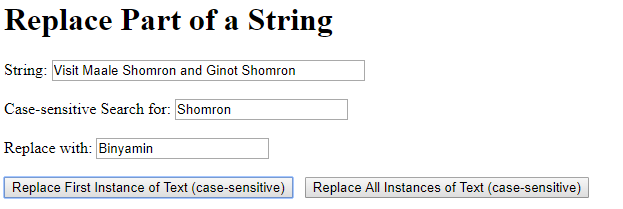 Replace Part of a String
String: Visit Maale Shomron and Ginot Shomron
Case-sensitive Search for: Shomron
Replace with: Binyamin
Replace First Instance of Text (case-sensitive) Replace All Instances of Text (case-sensitive)